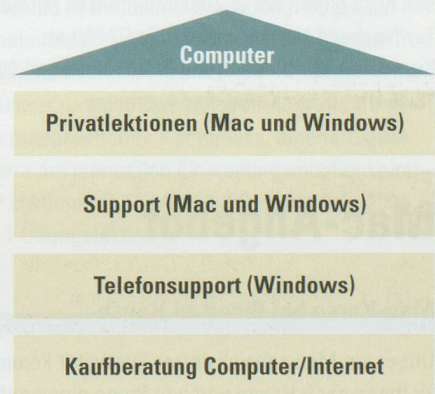 Computer
Privatlektionen (Mac und Windows)
Support (Mac und Windows)
Telefonsupport (Windows)
Kaufberatung Computer/Internet